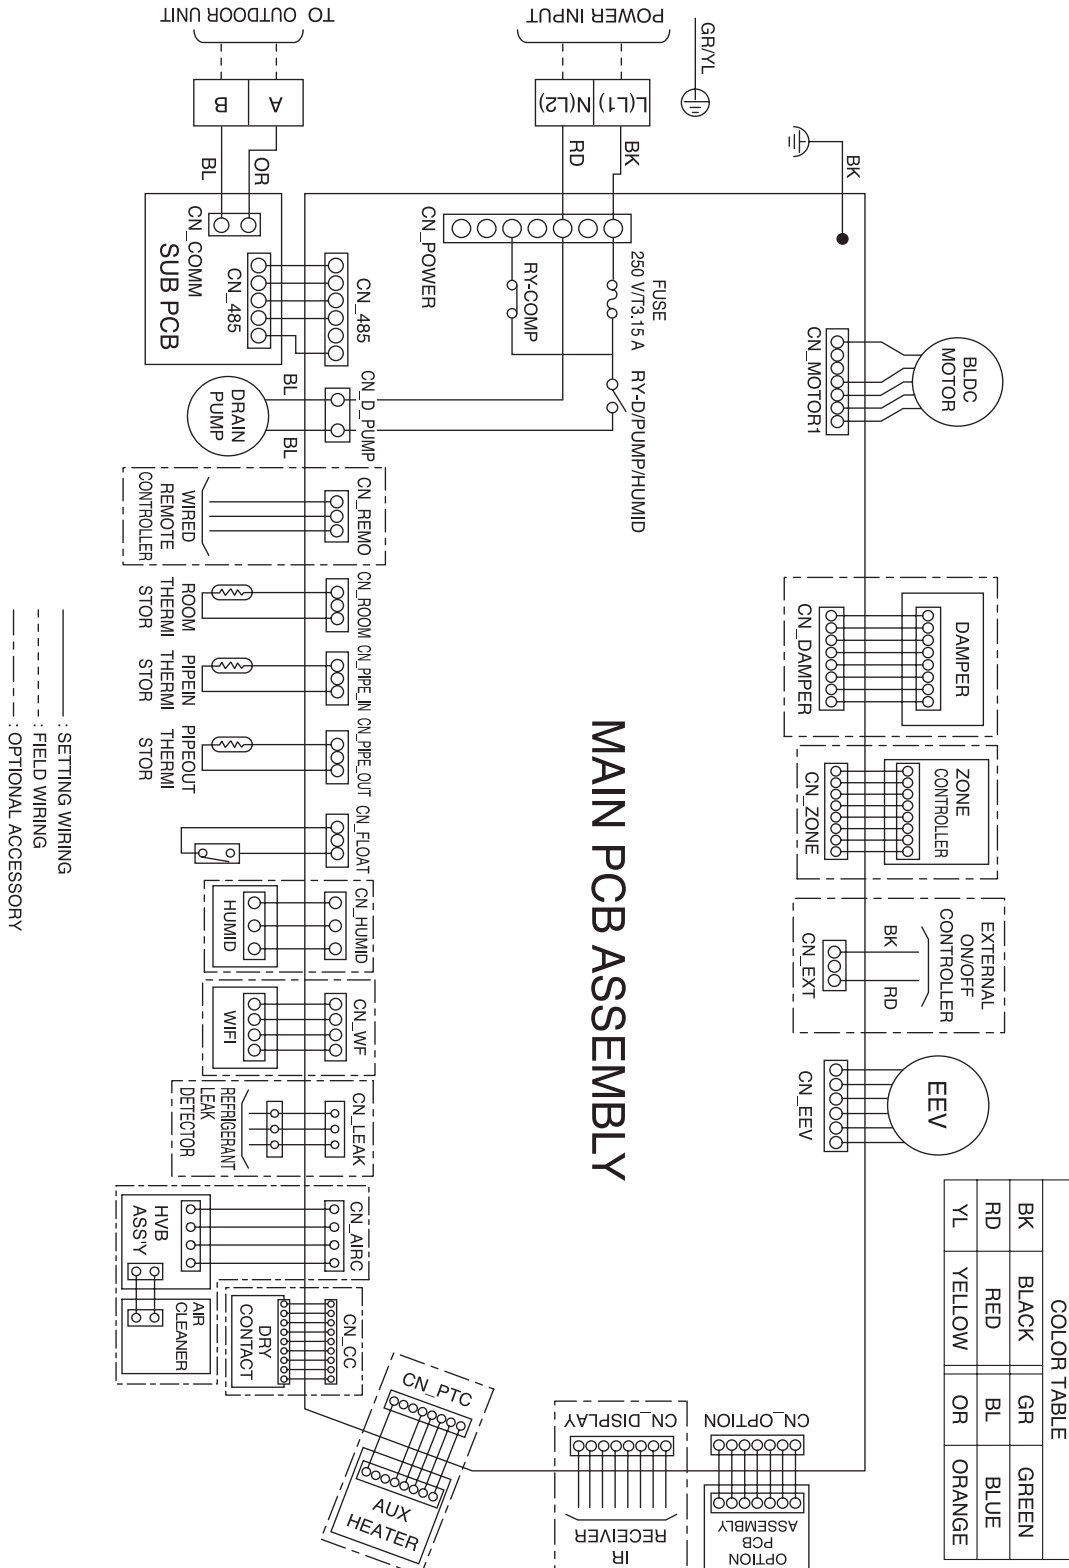 TO OUTDOOR UNIT
B
A
BL
OR
CN_COMM
SUB PCB
CN_485
CN_485
POWER INPUT
N(L2)
L(L1)
RD
BK
CN_POWER
RY-COMP
FUSE
250 V/T3.15 A
RY-D/PUMP/HUMID
GR/YL
BK
CN_D_PUMP
BL
BL
DRAIN
PUMP
CN_REMO
WIRED
REMOTE
CONTROLLER
CN_ROOM
ROOM
THERMI
STOR
CN_PIPE_IN
PIPEIN
THERMI
STOR
CN_PIPE_OUT
PIPEOUT
THERMI
STOR
CN_FLOAT
CN_HUMID
HUMID
CN_WF
WIFI
CN_LEAK
REFRIGERANT
LEAK
DETECTOR
CN_AIRC
HVB
ASS'Y
AIR
CLEANER
CN_CC
DRY
CONTACT
CN_PTC
AUX
HEATER
CN_DISPLAY
IR
RECEIVER
CN_OPTION
OPTION
PCB
ASSEMBLY
MAIN PCB ASSEMBLY
BLDC
MOTOR
CN_MOTOR1
DAMPER
CN_DAMPER
ZONE
CONTROLLER
CN_ZONE
EXTERNAL
ON/OFF
CONTROLLER
BK
RD
CN_EXT
EEV
CN_EEV
COLOR TABLE
BK BLACK GR GREEN
RD RED BL BLUE
YL YELLOW OR ORANGE
: SETTING WIRING
: FIELD WIRING
: OPTIONAL ACCESSORY